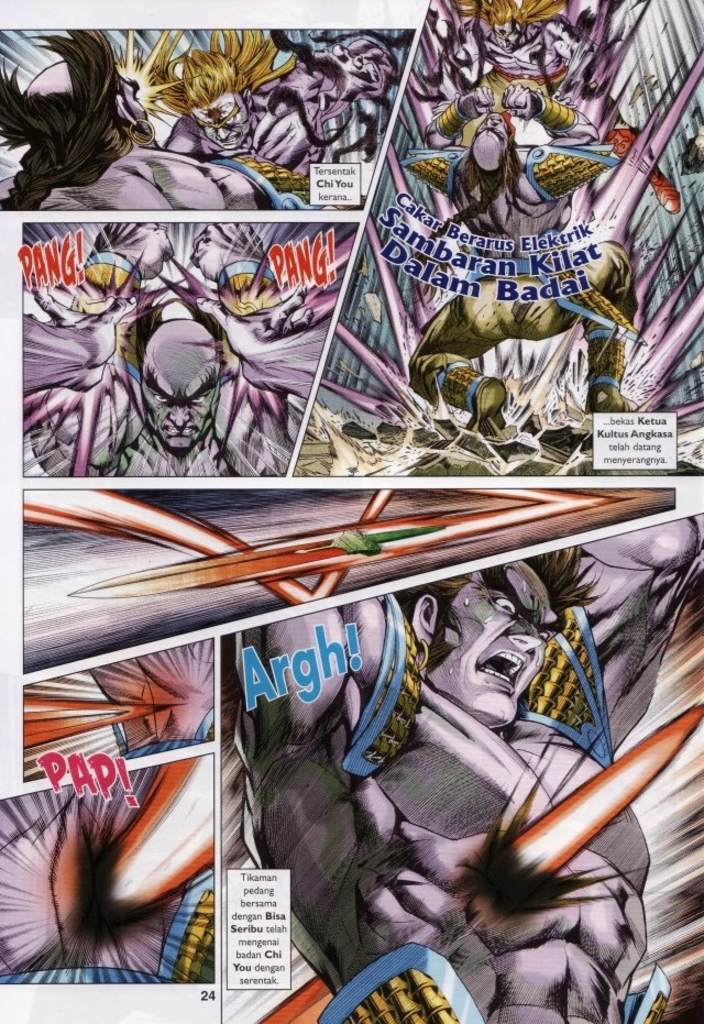 Tersentak
Chi You
kerana..
Cakar Berarus Elektrik
Sambaran Kilat
Dalam Badai
PANG!
PANG!
...bekas Ketua
Kultus Angkasa
telah datang
menyerangnya.
Argh!
PAP!
Tikaman
pedang
bersama
dengan Bisa
Seribu telah
mengenai
badan Chi
You dengan
serentak.
24